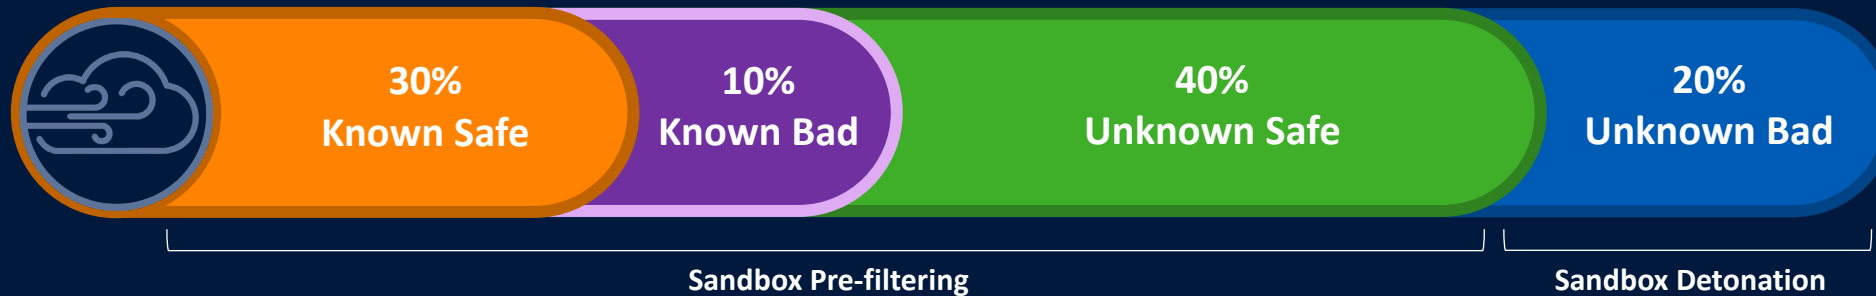 30%
Known Safe
10%
Known Bad
40%
Unknown Safe
20%
Unknown Bad
Sandbox Pre-filtering
Sandbox Detonation